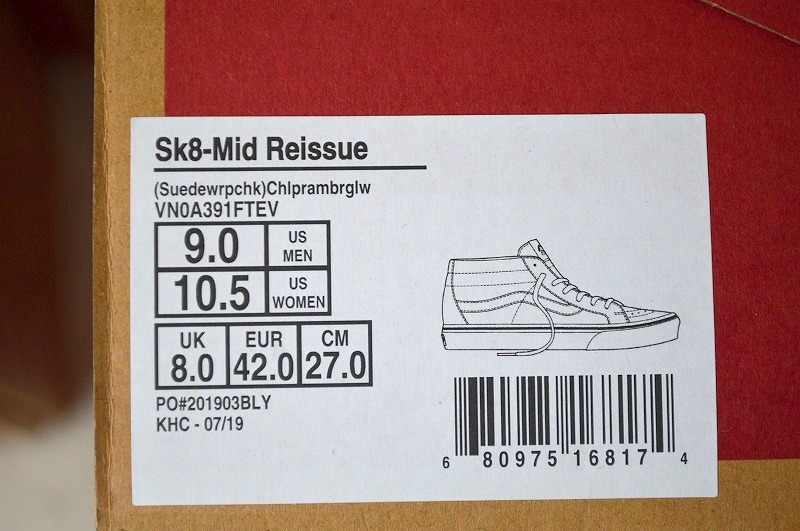 Sk8-Mid Reissue
(Suedewrpchk)Chlprambrglw
VN0A391FTEV
9.0 US MEN
10.5 US WOMEN
UK EUR CM
8.0 42.0 27.0
PO#201903BLY
KHC - 07/19
6 80975 16817 4